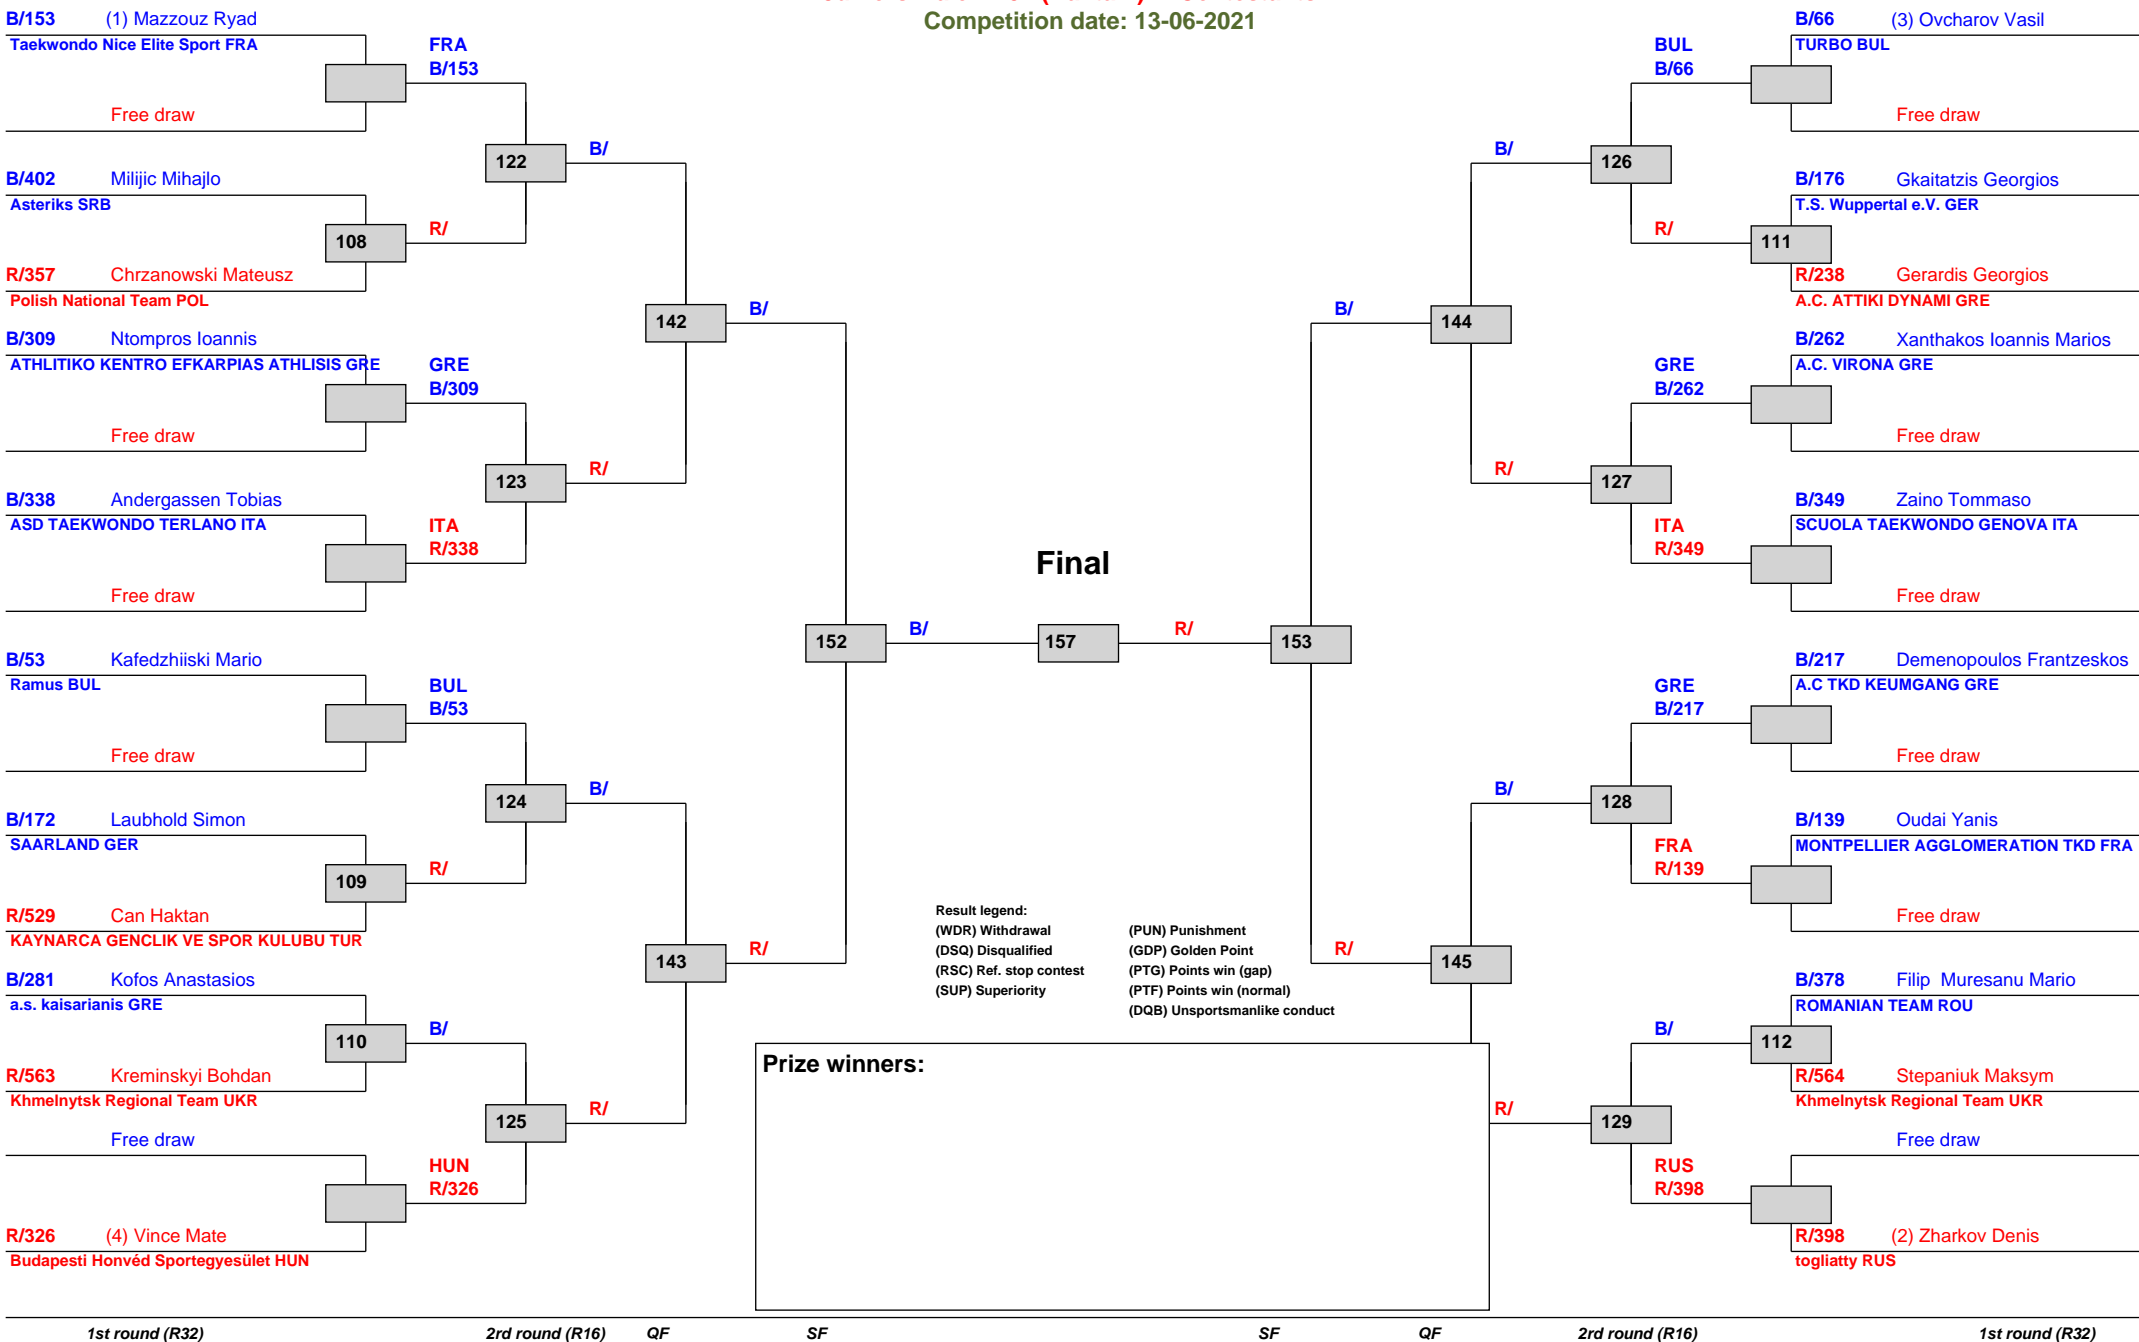 Competition date: 13-06-2021
B/153 (1) Mazzouz Ryad
Taekwondo Nice Elite Sport FRA
Free draw
FRA
B/153
B/402 Milijic Mihajlo
Asteriks SRB
108
R/357 Chrzanowski Mateusz
Polish National Team POL
R/
122
B/
B/309 Ntompros Ioannis
ATHLITIKO KENTRO EFKARPIAS ATHLISIS GRE
Free draw
GRE
B/309
B/338 Andergassen Tobias
ASD TAEKWONDO TERLANO ITA
Free draw
ITA
R/338
123
R/
142
B/
B/53 Kafedzhiiski Mario
Ramus BUL
Free draw
BUL
B/53
B/172 Laubhold Simon
SAARLAND GER
109
R/529 Can Haktan
KAYNARCA GENCLIK VE SPOR KULUBU TUR
R/
124
B/
B/281 Kofos Anastasios
a.s. kaisarianis GRE
110
R/563 Kreminskyi Bohdan
Khmelnytsk Regional Team UKR
B/
Free draw
R/326 (4) Vince Mate
Budapesti Honvéd Sportegyesület HUN
HUN
R/326
125
R/
143
R/
152
B/
Final
157
R/
153
B/66 (3) Ovcharov Vasil
TURBO BUL
Free draw
BUL
B/66
B/176 Gkaitatzis Georgios
T.S. Wuppertal e.V. GER
111
R/238 Gerardis Georgios
A.C. ATTIKI DYNAMI GRE
R/
126
B/
B/262 Xanthakos Ioannis Marios
A.C. VIRONA GRE
Free draw
GRE
B/262
B/349 Zaino Tommaso
SCUOLA TAEKWONDO GENOVA ITA
Free draw
ITA
R/349
127
R/
144
B/
B/217 Demenopoulos Frantzeskos
A.C TKD KEUMGANG GRE
Free draw
GRE
B/217
B/139 Oudai Yanis
MONTPELLIER AGGLOMERATION TKD FRA
Free draw
FRA
R/139
128
B/
B/378 Filip Muresanu Mario
ROMANIAN TEAM ROU
112
R/564 Stepaniuk Maksym
Khmelnytsk Regional Team UKR
B/
Free draw
R/398 (2) Zharkov Denis
togliatty RUS
RUS
R/398
129
R/
145
R/
Result legend:
(WDR) Withdrawal
(DSQ) Disqualified
(RSC) Ref. stop contest
(SUP) Superiority
(PUN) Punishment
(GDP) Golden Point
(PTG) Points win (gap)
(PTF) Points win (normal)
(DQB) Unsportsmanlike conduct
Prize winners:
1st round (R32) 2rd round (R16) QF SF SF QF 2rd round (R16) 1st round (R32)